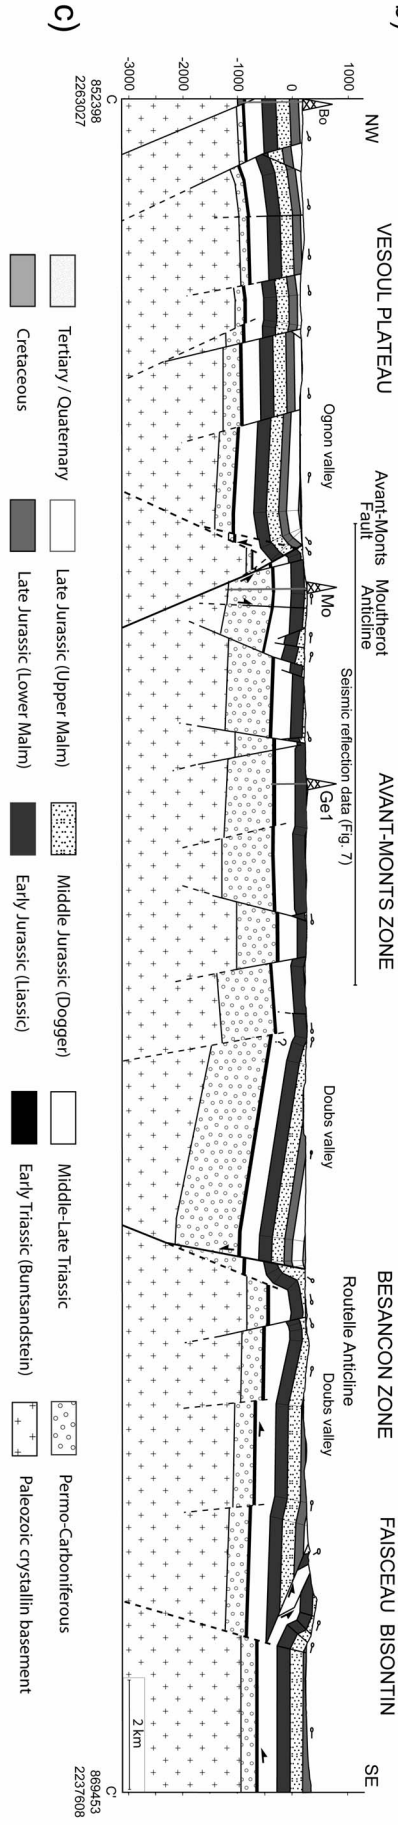 c)
NW
VESOUL PLATEAU
AVANT-MONTS ZONE
BESANCON ZONE
FAISCEAU BISONTIN
SE
Avant-Monts
Fault
Moutherot
Anticline
Routelle Anticline
Ognon valley
Seismic reflection data (Fig. 7)
Doubs valley
Doubs valley
Bo
Mo
Ge1
?
1000
0
-1000
-2000
-3000
2 km
C
C'
852398
2263027
869453
2237608
Tertiary / Quaternary
Late Jurassic (Upper Malm)
Middle Jurassic (Dogger)
Middle-Late Triassic
Permo-Carboniferous
Cretaceous
Late Jurassic (Lower Malm)
Early Jurassic (Liassic)
Early Triassic (Buntsandstein)
Paleozoic crystallin basement